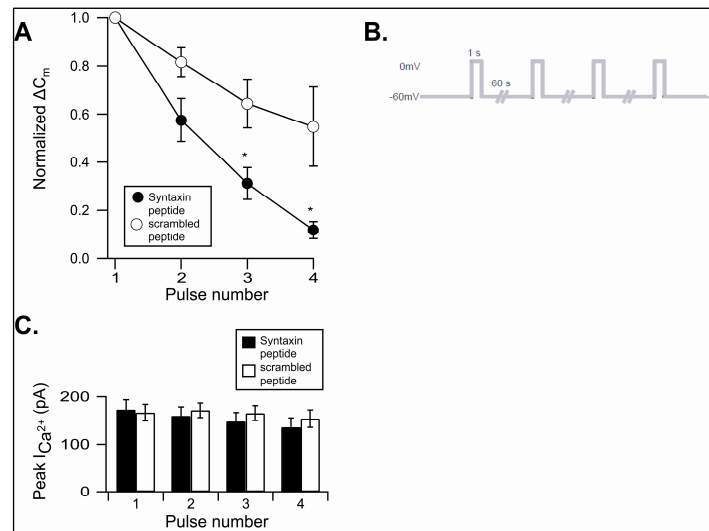 A
Normalized ΔCm
1.0
0.8
0.6
0.4
0.2
0.0
Syntaxin
peptide
scrambled
peptide
*
*
1
2
3
4
Pulse number
B.
1 s
0mV
60 s
-60mV
C.
Syntaxin
peptide
scrambled
peptide
Peak ICa2+ (pA)
200
100
0
1
2
3
4
Pulse number